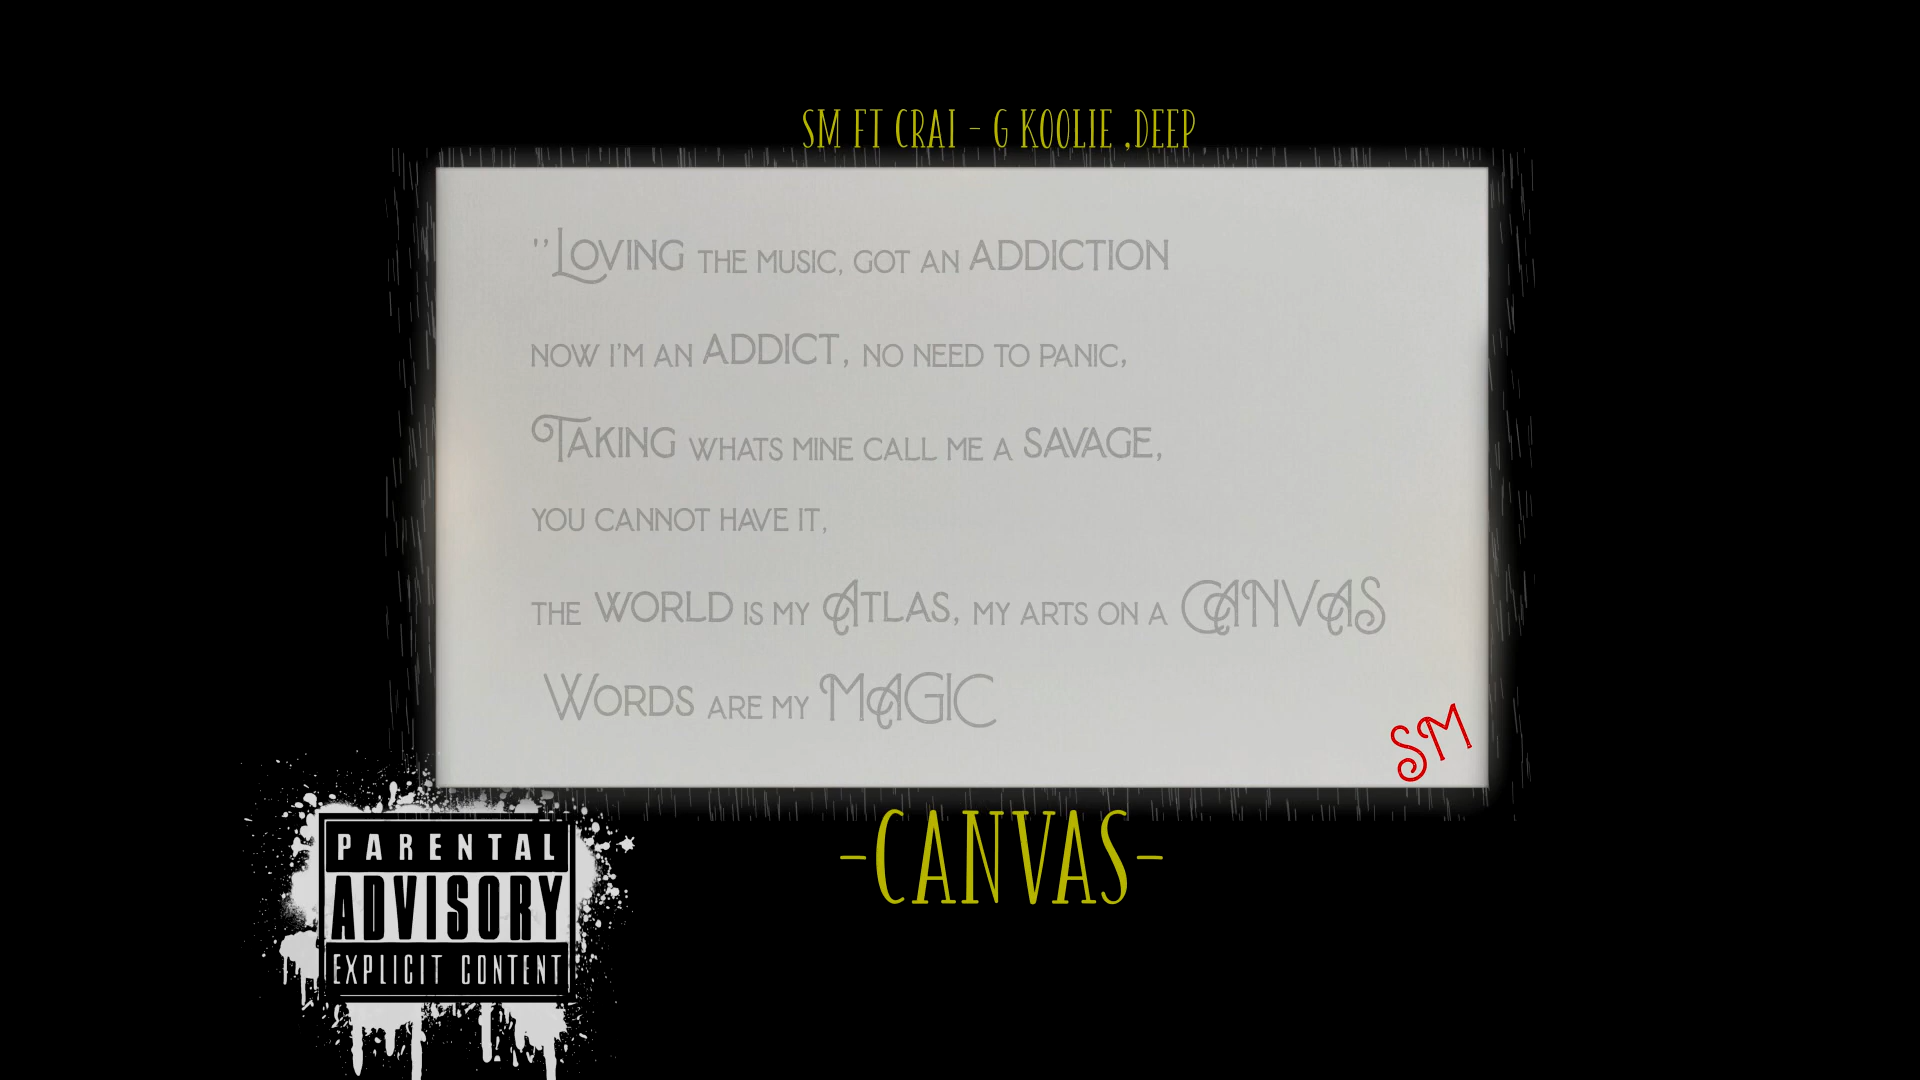 SM FT CRAI - G KOOLIE ,DEEP
''LOVING THE MUSIC, GOT AN ADDICTION
NOW I'M AN ADDICT, NO NEED TO PANIC,
TAKING WHATS MINE CALL ME A SAVAGE,
YOU CANNOT HAVE IT,
THE WORLD IS MY ATLAS, MY ARTS ON A CANVAS
WORDS ARE MY MAGIC
SM
-CANVAS-
PARENTAL
ADVISORY
EXPLICIT CONTENT